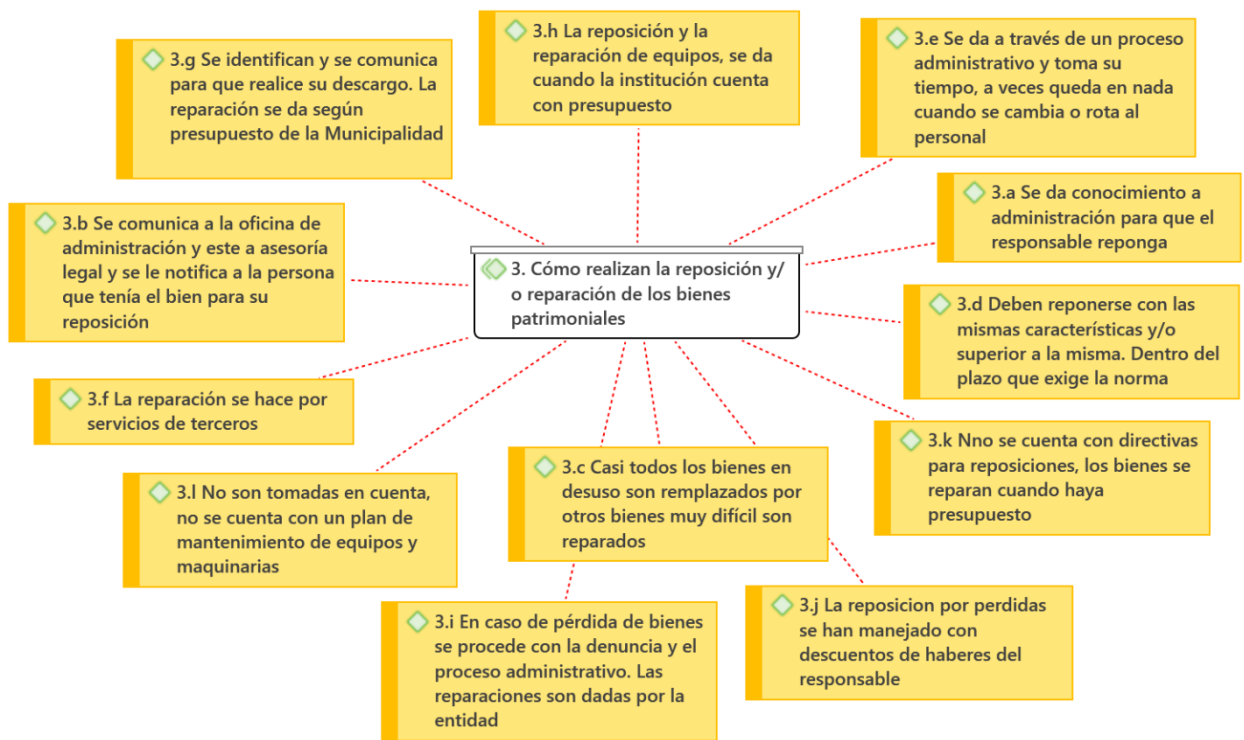 3.h La reposición y la
reparación de equipos, se da
cuando la institución cuenta
con presupuesto
3.e Se da a través de un proceso
administrativo y toma su
tiempo, a veces queda en nada
cuando se cambia o rota al
personal
3.g Se identifican y se comunica
para que realice su descargo. La
reparación se da según
presupuesto de la Municipalidad
3.a Se da conocimiento a
administración para que el
responsable reponga
3.b Se comunica a la oficina de
administración y este a asesoría
legal y se le notifica a la persona
que tenía el bien para su
reposición
3. Cómo realizan la reposición y/
o reparación de los bienes
patrimoniales
3.d Deben reponerse con las
mismas características y/o
superior a la misma. Dentro del
plazo que exige la norma
3.f La reparación se hace por
servicios de terceros
3.k Nno se cuenta con directivas
para reposiciones, los bienes se
reparan cuando haya
presupuesto
3.c Casi todos los bienes en
desuso son remplazados por
otros bienes muy difícil son
reparados
3.l No son tomadas en cuenta,
no se cuenta con un plan de
mantenimiento de equipos y
maquinarias
3.j La reposicion por perdidas
se han manejado con
descuentos de haberes del
responsable
3.i En caso de pérdida de bienes
se procede con la denuncia y el
proceso administrativo. Las
reparaciones son dadas por la
entidad